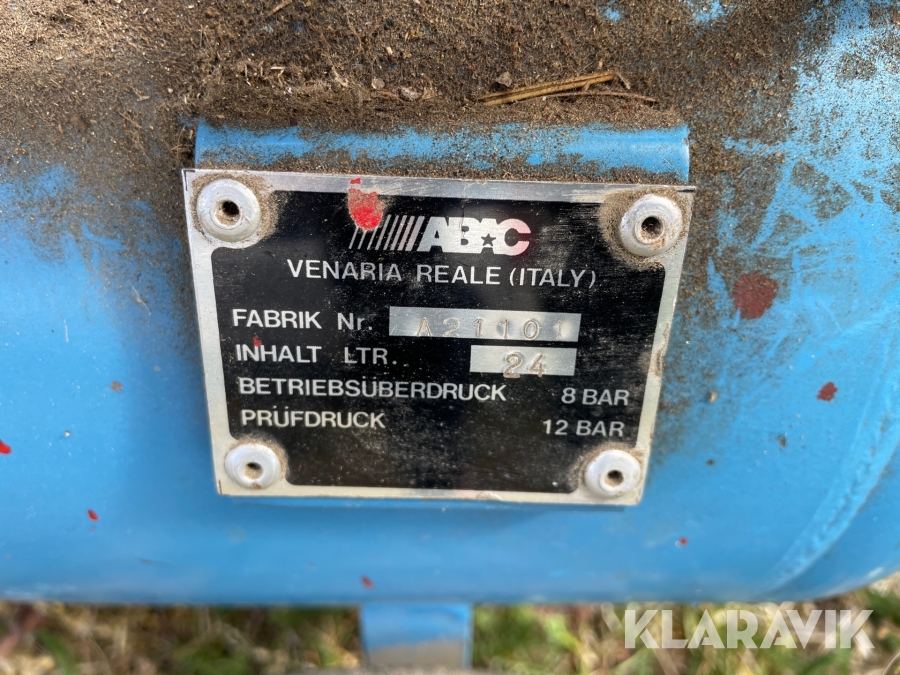 ABAC
VENARIA REALE (ITALY)
FABRIK Nr. A21101
INHALT LTR. 24
BETRIEBSÜBERDRUCK 8 BAR
PRÜFDRUCK 12 BAR
KLARAVIK